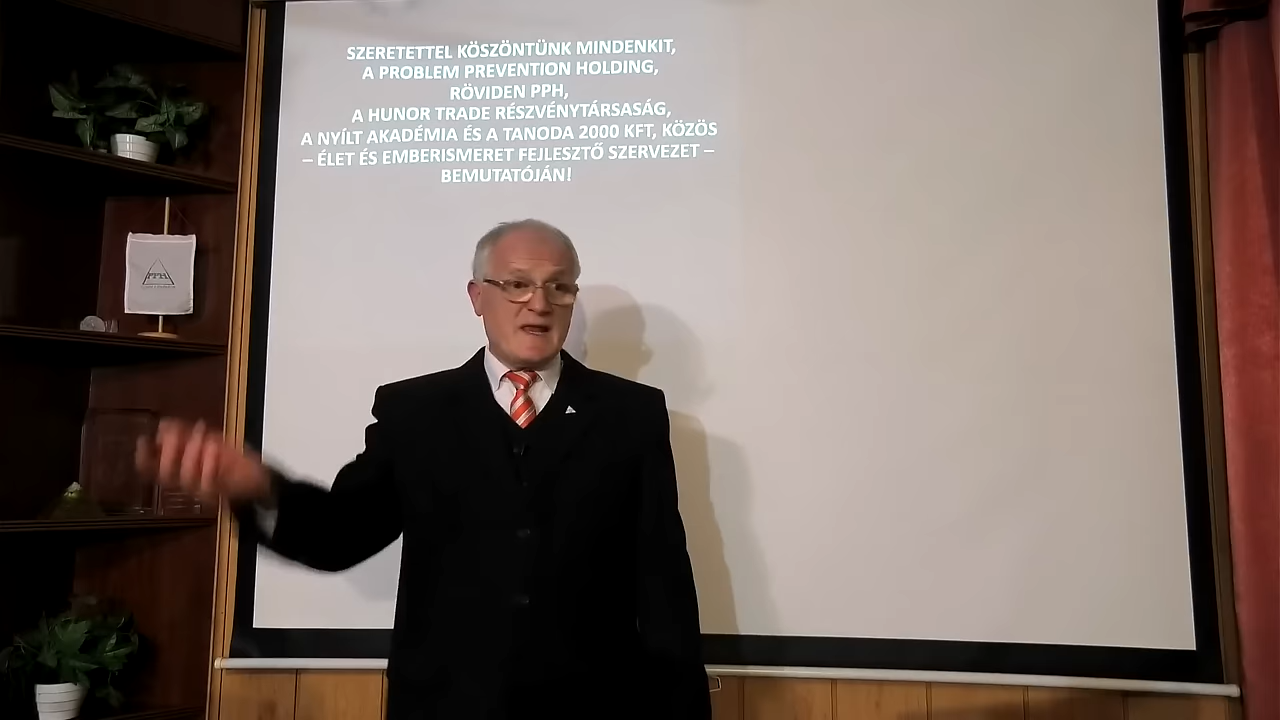 SZERETETTEL KÖSZÖNTÜNK MINDENKIT,
A PROBLEM PREVENTION HOLDING,
RÖVIDEN PPH,
A HUNOR TRADE RÉSZVÉNYTÁRSASÁG,
A NYÍLT AKADÉMIA ÉS A TANODA 2000 KFT, KÖZÖS
– ÉLET ÉS EMBERISMERET FEJLESZTŐ SZERVEZET –
BEMUTATÓJÁN!
PPH